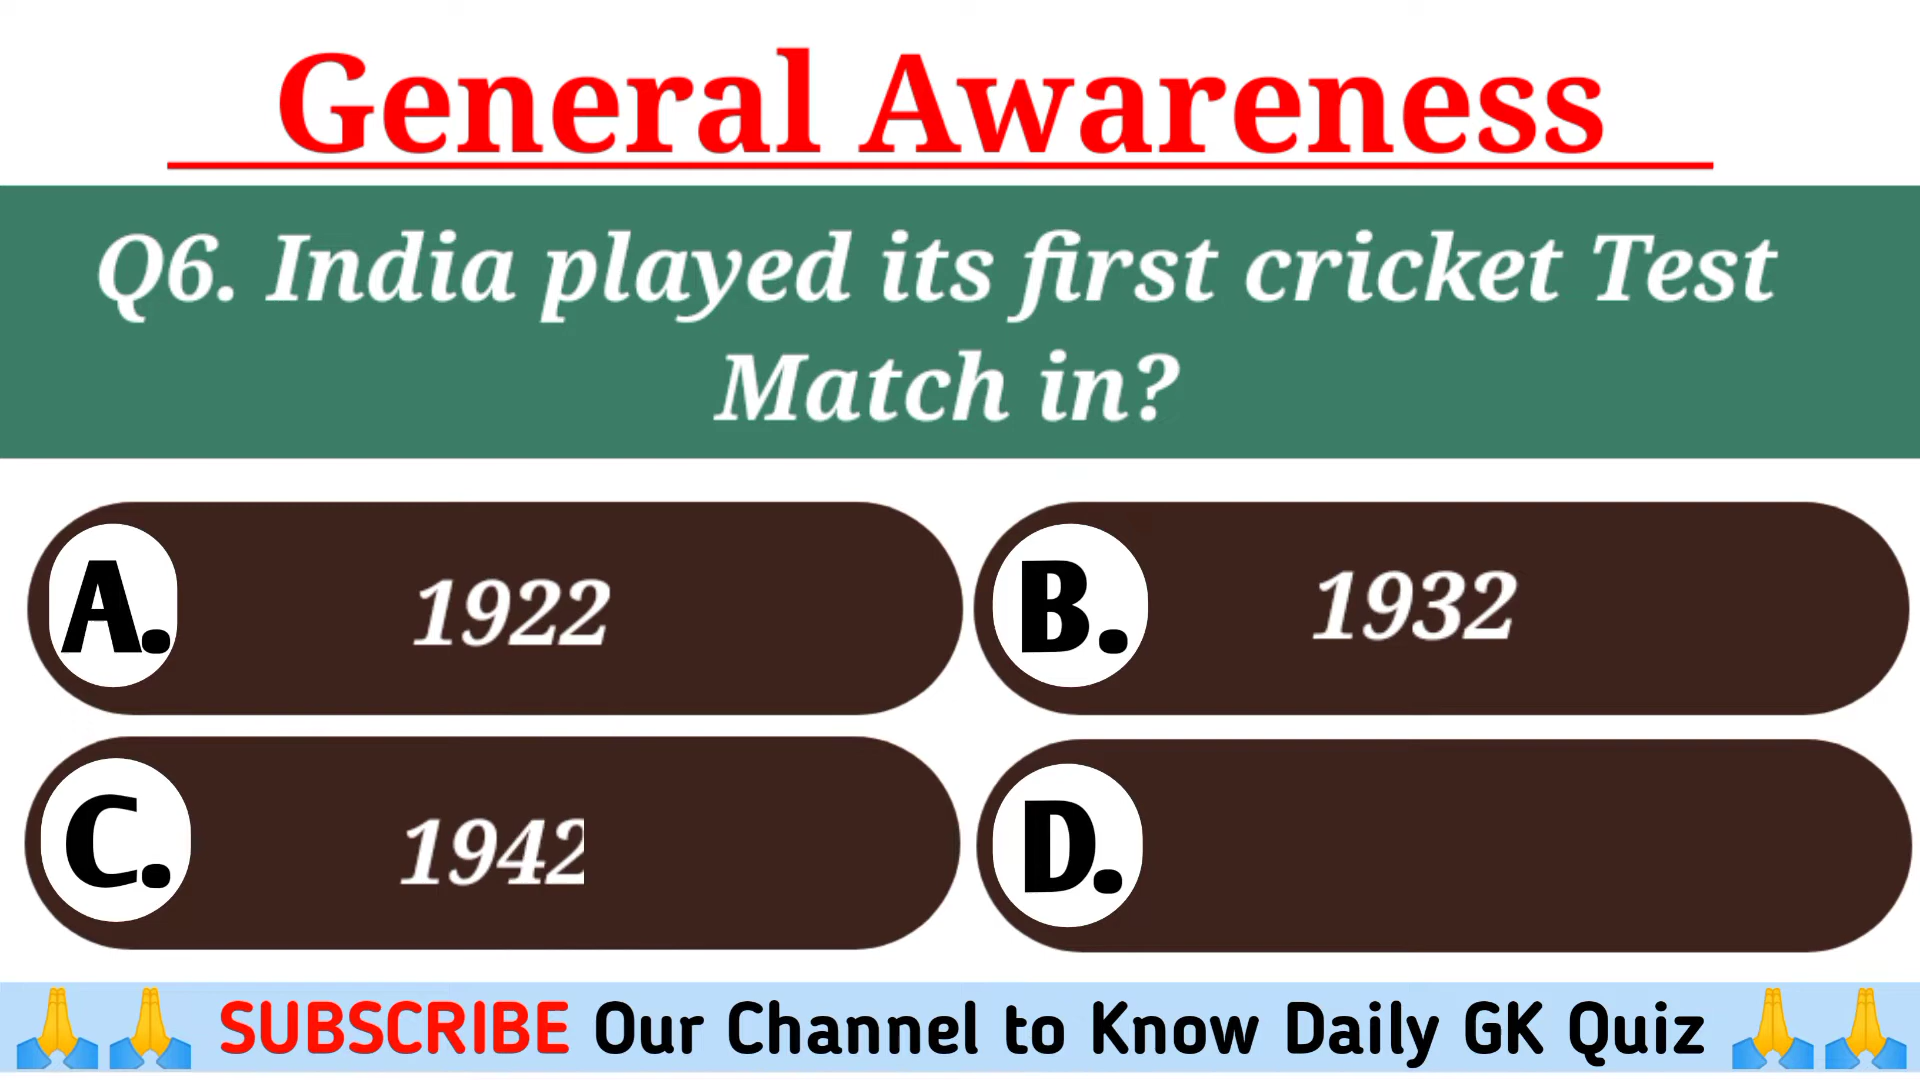 General Awareness
Q6. India played its first cricket Test
Match in?
A. 1922
B. 1932
C. 1942
D.
SUBSCRIBE Our Channel to Know Daily GK Quiz